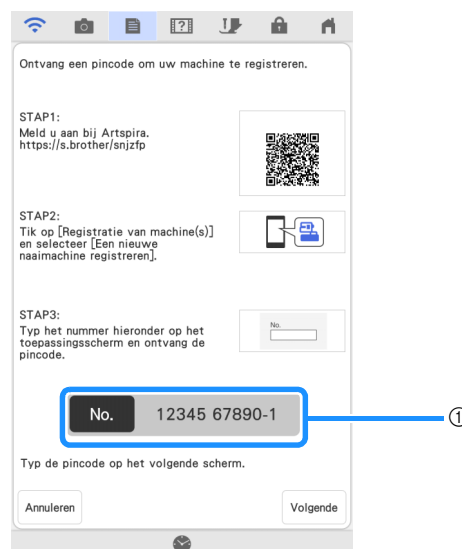 Ontvang een pincode om uw machine te registreren.
STAP1:
Meld u aan bij Artspira.
https://s.brother/snjzfp
STAP2:
Tik op [Registratie van machine(s)]
en selecteer [Een nieuwe
naaimachine registreren].
STAP3:
Typ het nummer hieronder op het
toepassingsscherm en ontvang de
pincode.
No.
No. 12345 67890-1
①
Typ de pincode op het volgende scherm.
Annuleren
Volgende